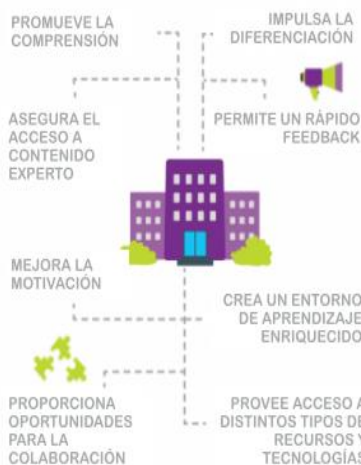 PROMUEVE LA
COMPRENSIÓN
IMPULSA LA
DIFERENCIACIÓN
ASEGURA EL
ACCESO A
CONTENIDO
EXPERTO
PERMITE UN RÁPIDO
FEEDBACK
MEJORA LA
MOTIVACIÓN
CREA UN ENTORNO
DE APRENDIZAJE
ENRIQUECIDO
PROPORCIONA
OPORTUNIDADES
PARA LA
COLABORACIÓN
PROVEE ACCESO A
DISTINTOS TIPOS DE
RECURSOS Y
TECNOLOGÍAS